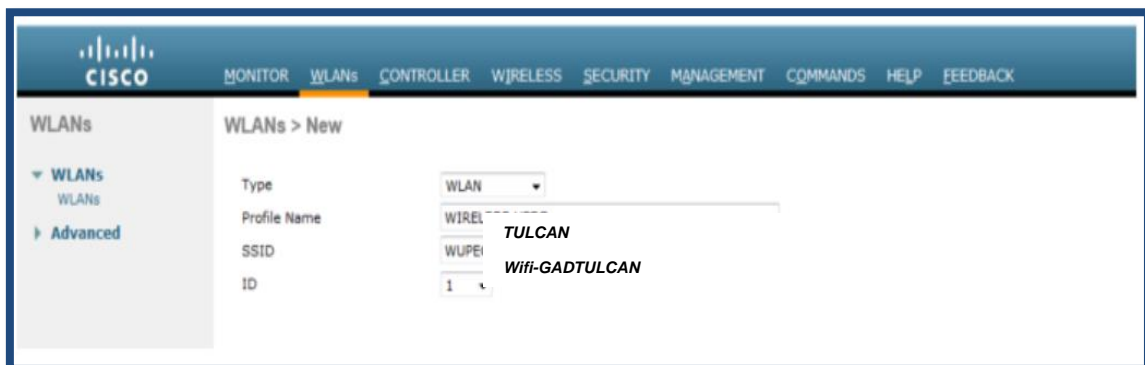 CISCO
MONITOR WLANs CONTROLLER WIRELESS SECURITY MANAGEMENT COMMANDS HELP FEEDBACK
WLANs
WLANs > New
WLANs
WLANs
Advanced
Type WLAN
Profile Name
TULCAN
SSID
Wifi-GADTULCAN
ID 1